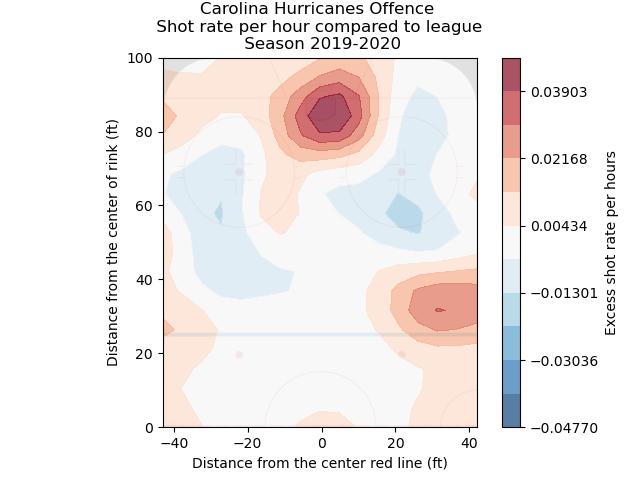 Carolina Hurricanes Offence
Shot rate per hour compared to league
Season 2019-2020
100
80
60
40
20
0
−40
−20
0
20
40
Distance from the center of rink (ft)
Distance from the center red line (ft)
0.03903
0.02168
0.00434
−0.01301
−0.03036
−0.04770
Excess shot rate per hours